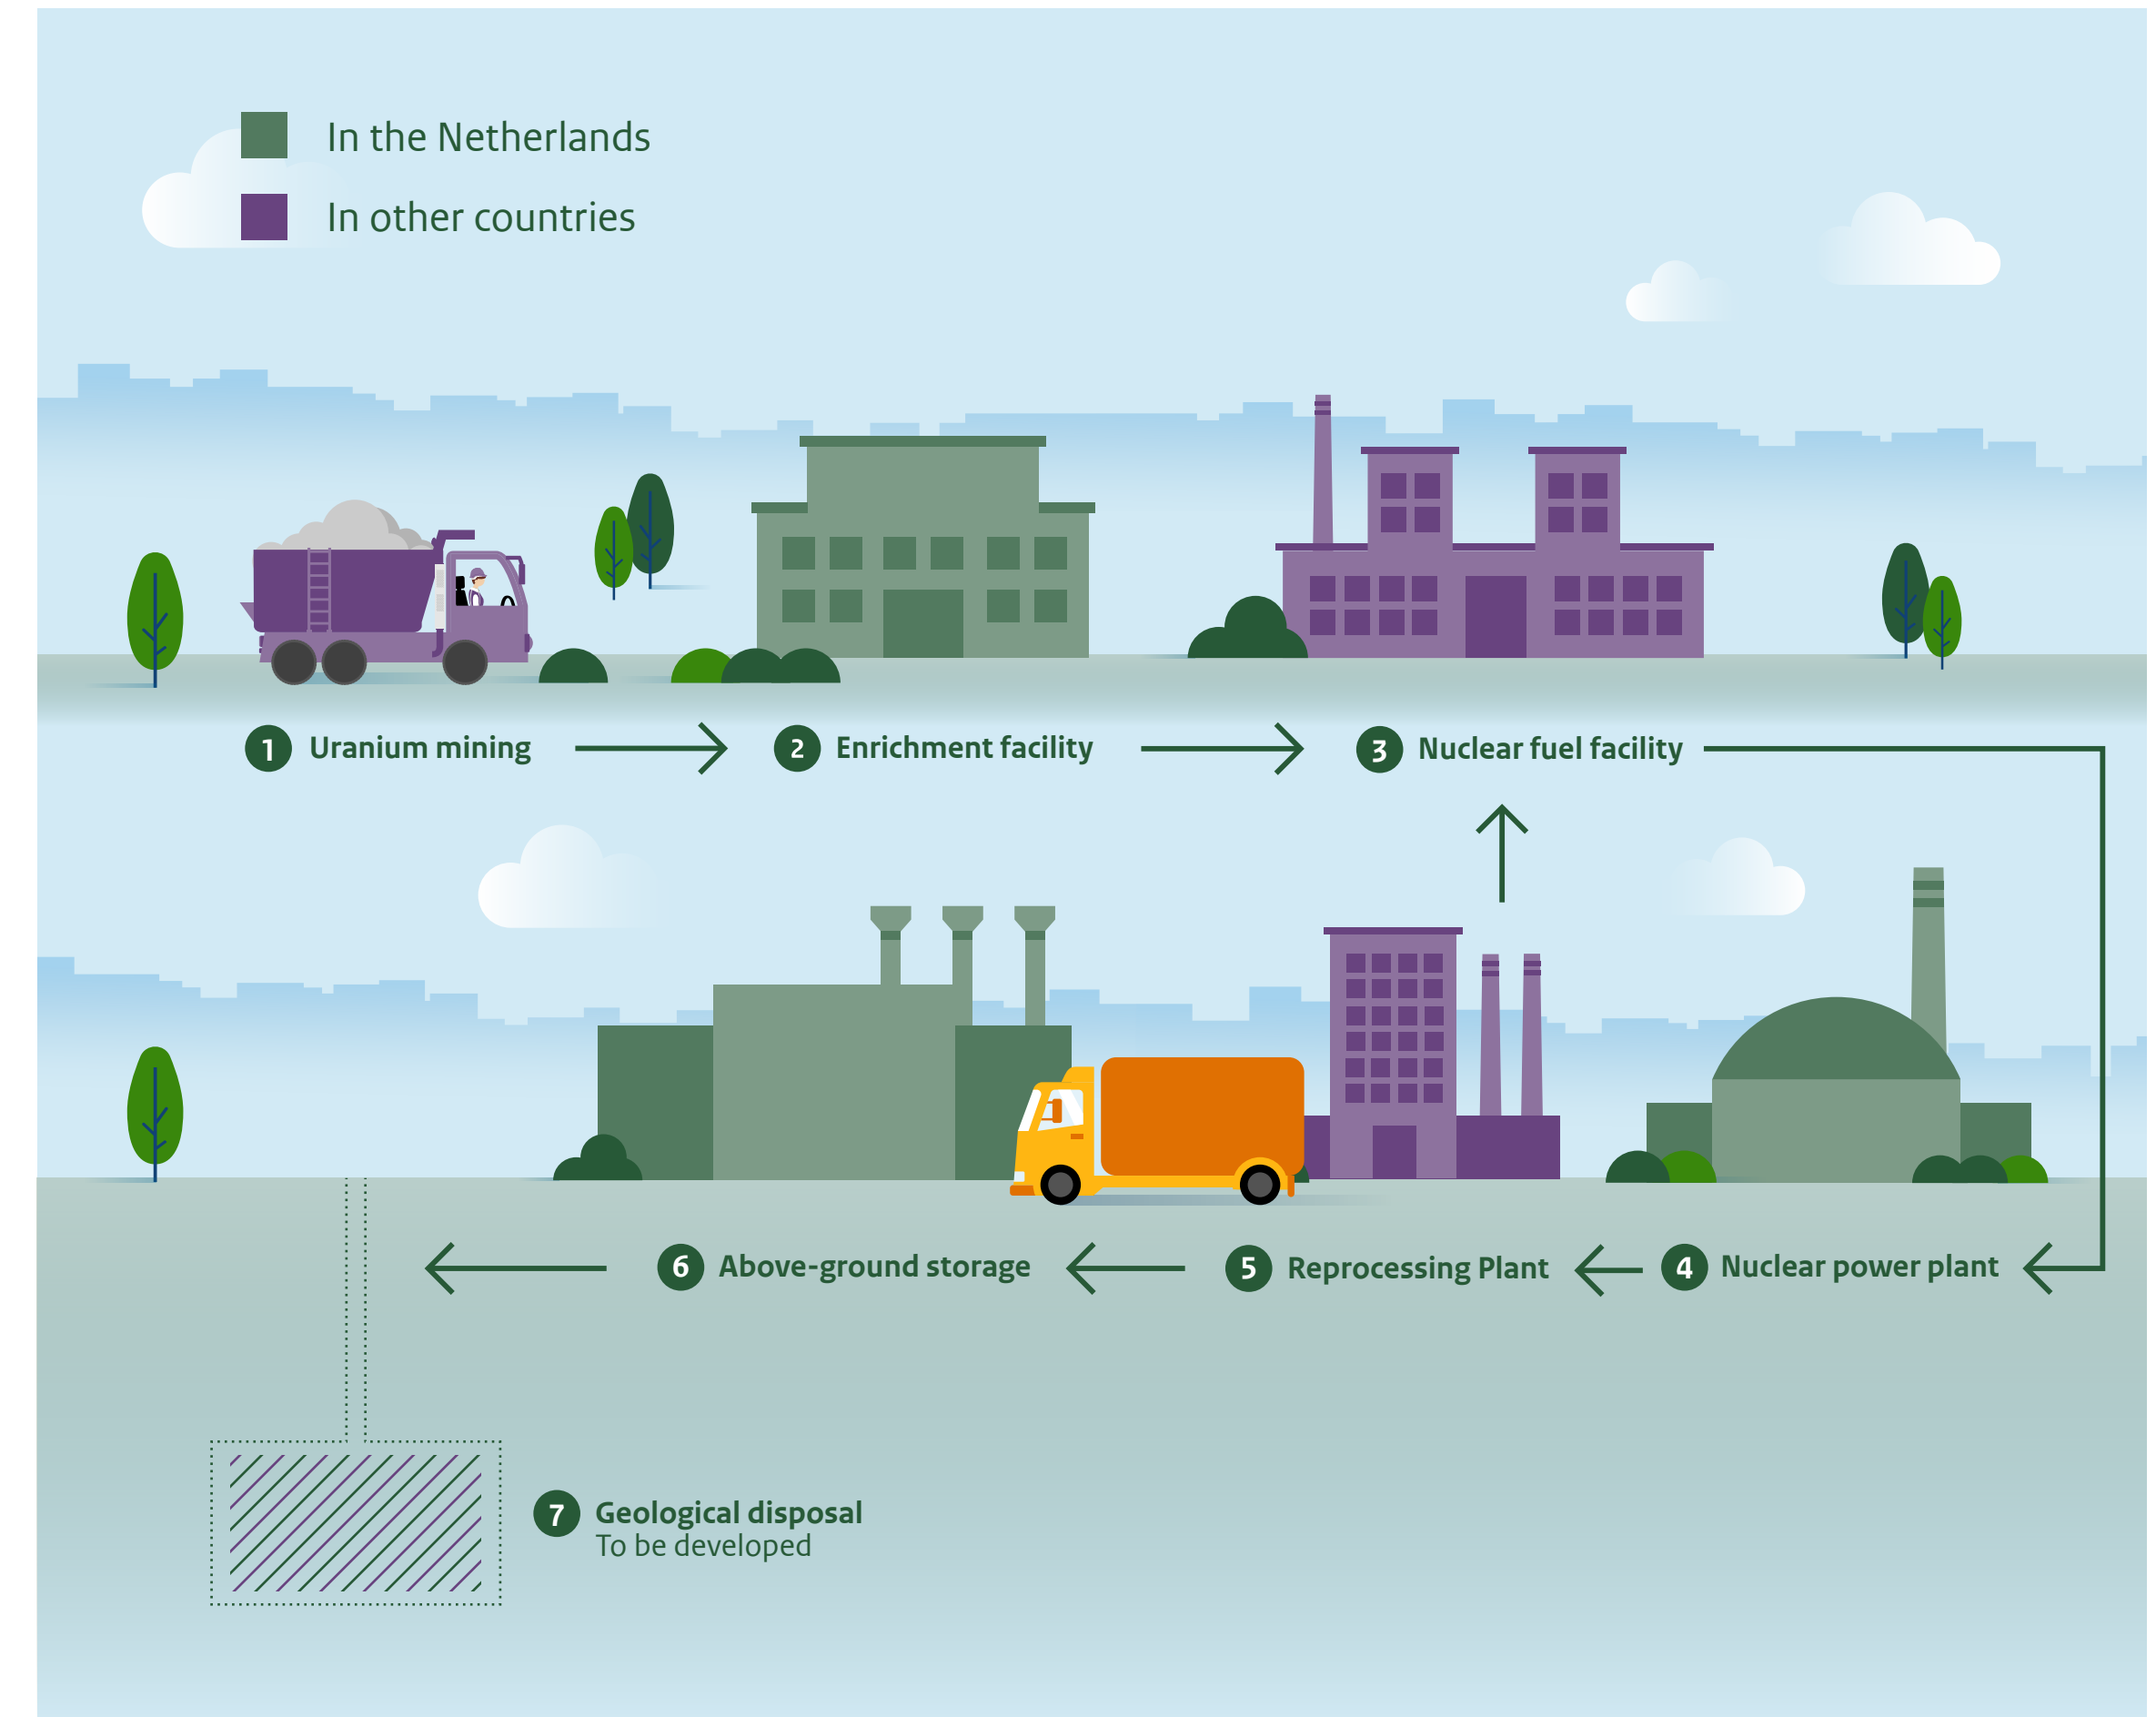 In the Netherlands
In other countries
1 Uranium mining
2 Enrichment facility
3 Nuclear fuel facility
6 Above-ground storage
5 Reprocessing Plant
4 Nuclear power plant
7 Geological disposal
To be developed